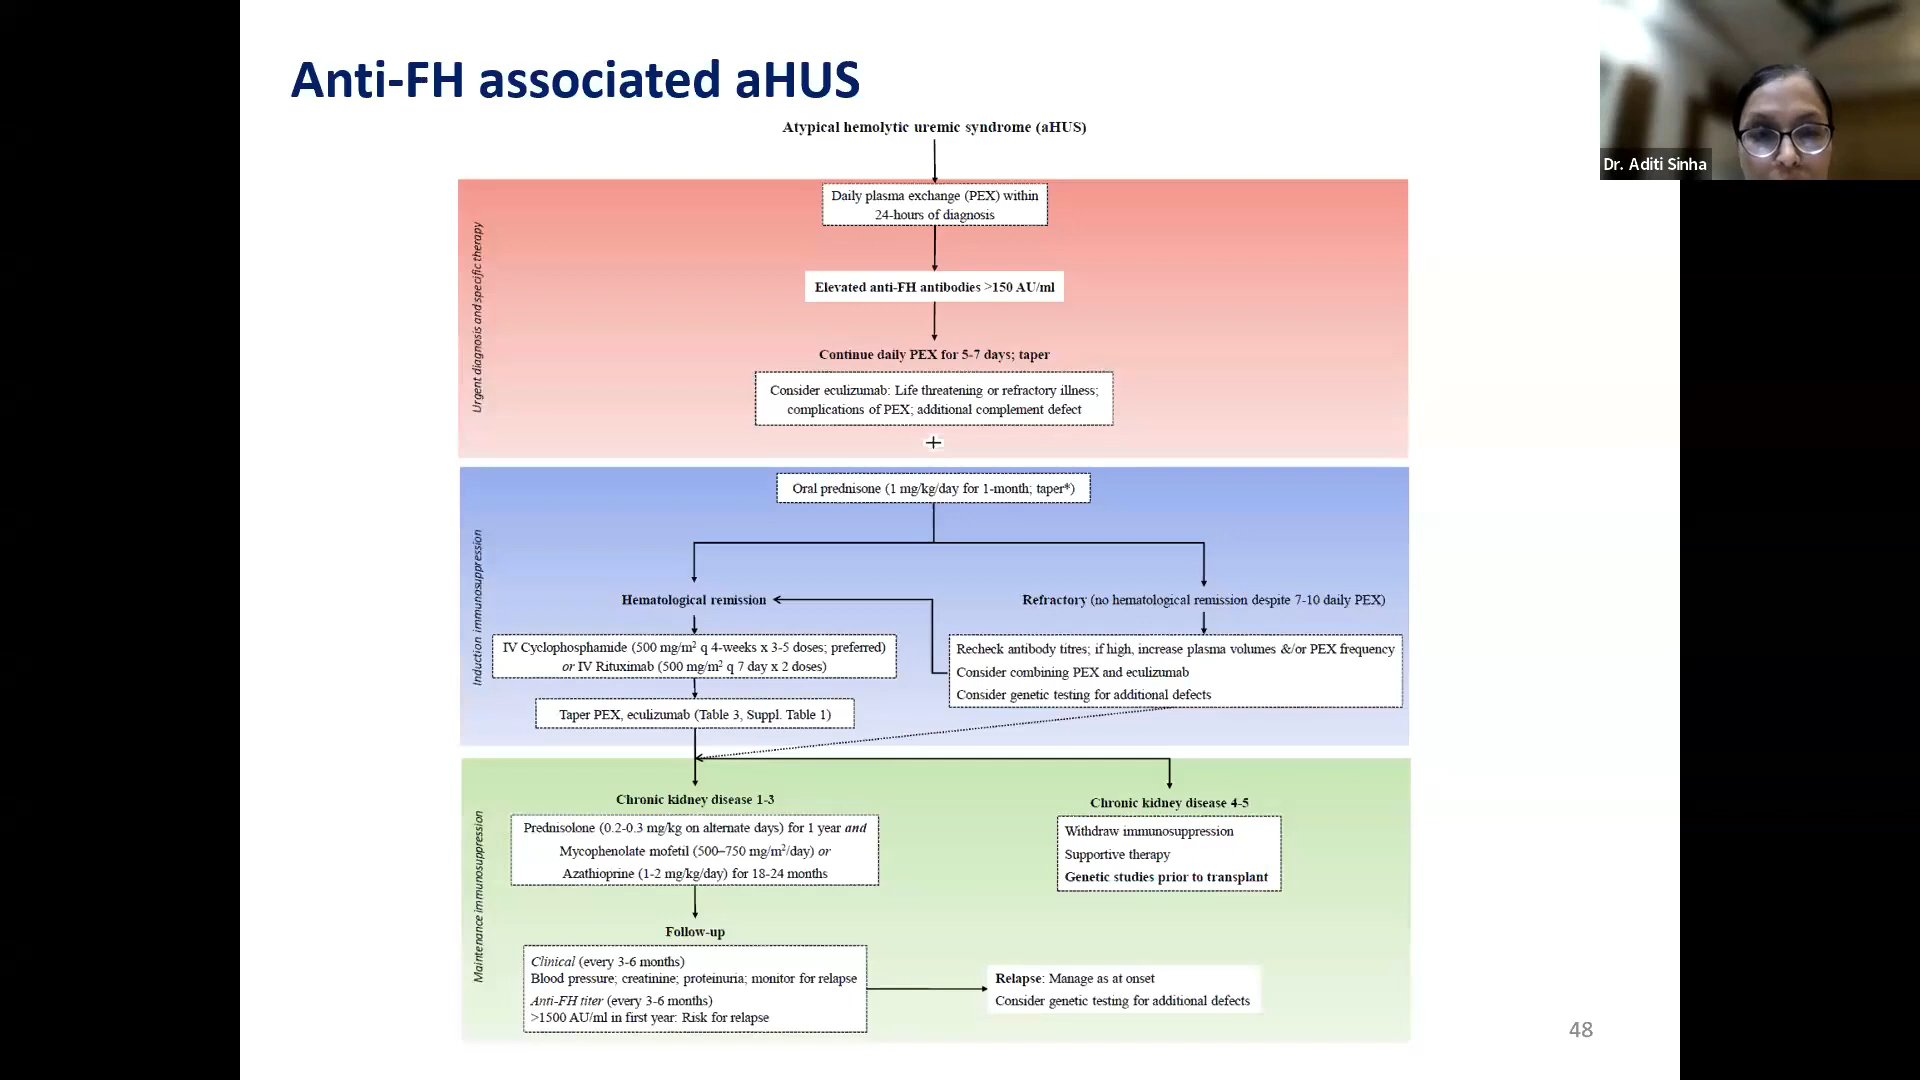 Anti-FH associated aHUS
Dr. Aditi Sinha
Atypical hemolytic uremic syndrome (aHUS)
Urgent diagnosis and specific therapy
Daily plasma exchange (PEX) within
24-hours of diagnosis
Elevated anti-FH antibodies >150 AU/ml
Continue daily PEX for 5-7 days; taper
Consider eculizumab: Life threatening or refractory illness;
complications of PEX; additional complement defect
+
Induction immunosuppression
Oral prednisone (1 mg/kg/day for 1-month; taper*)
Hematological remission
Refractory (no hematological remission despite 7-10 daily PEX)
IV Cyclophosphamide (500 mg/m² q 4-weeks x 3-5 doses; preferred)
or IV Rituximab (500 mg/m² q 7 day x 2 doses)
Recheck antibody titres; if high, increase plasma volumes &/or PEX frequency
Consider combining PEX and eculizumab
Consider genetic testing for additional defects
Taper PEX, eculizumab (Table 3, Suppl. Table 1)
Maintenance immunosuppression
Chronic kidney disease 1-3
Prednisolone (0.2-0.3 mg/kg on alternate days) for 1 year and
Mycophenolate mofetil (500–750 mg/m²/day) or
Azathioprine (1-2 mg/kg/day) for 18-24 months
Chronic kidney disease 4-5
Withdraw immunosuppression
Supportive therapy
Genetic studies prior to transplant
Follow-up
Clinical (every 3-6 months)
Blood pressure; creatinine; proteinuria; monitor for relapse
Anti-FH titer (every 3-6 months)
>1500 AU/ml in first year: Risk for relapse
Relapse: Manage as at onset
Consider genetic testing for additional defects
48